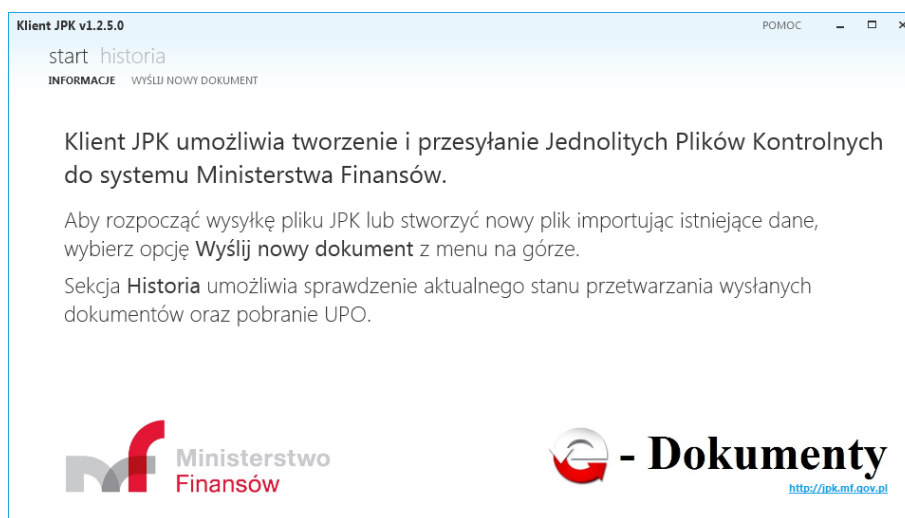 Klient JPK v1.2.5.0 POMOC
start historia
INFORMACJE WYŚLIJ NOWY DOKUMENT
Klient JPK umożliwia tworzenie i przesyłanie Jednolitych Plików Kontrolnych
do systemu Ministerstwa Finansów.
Aby rozpocząć wysyłkę pliku JPK lub stworzyć nowy plik importując istniejące dane,
wybierz opcję Wyślij nowy dokument z menu na górze.
Sekcja Historia umożliwia sprawdzenie aktualnego stanu przetwarzania wysłanych
dokumentów oraz pobranie UPO.
mf Ministerstwo
Finansów
e - Dokumenty
http://jpk.mf.gov.pl